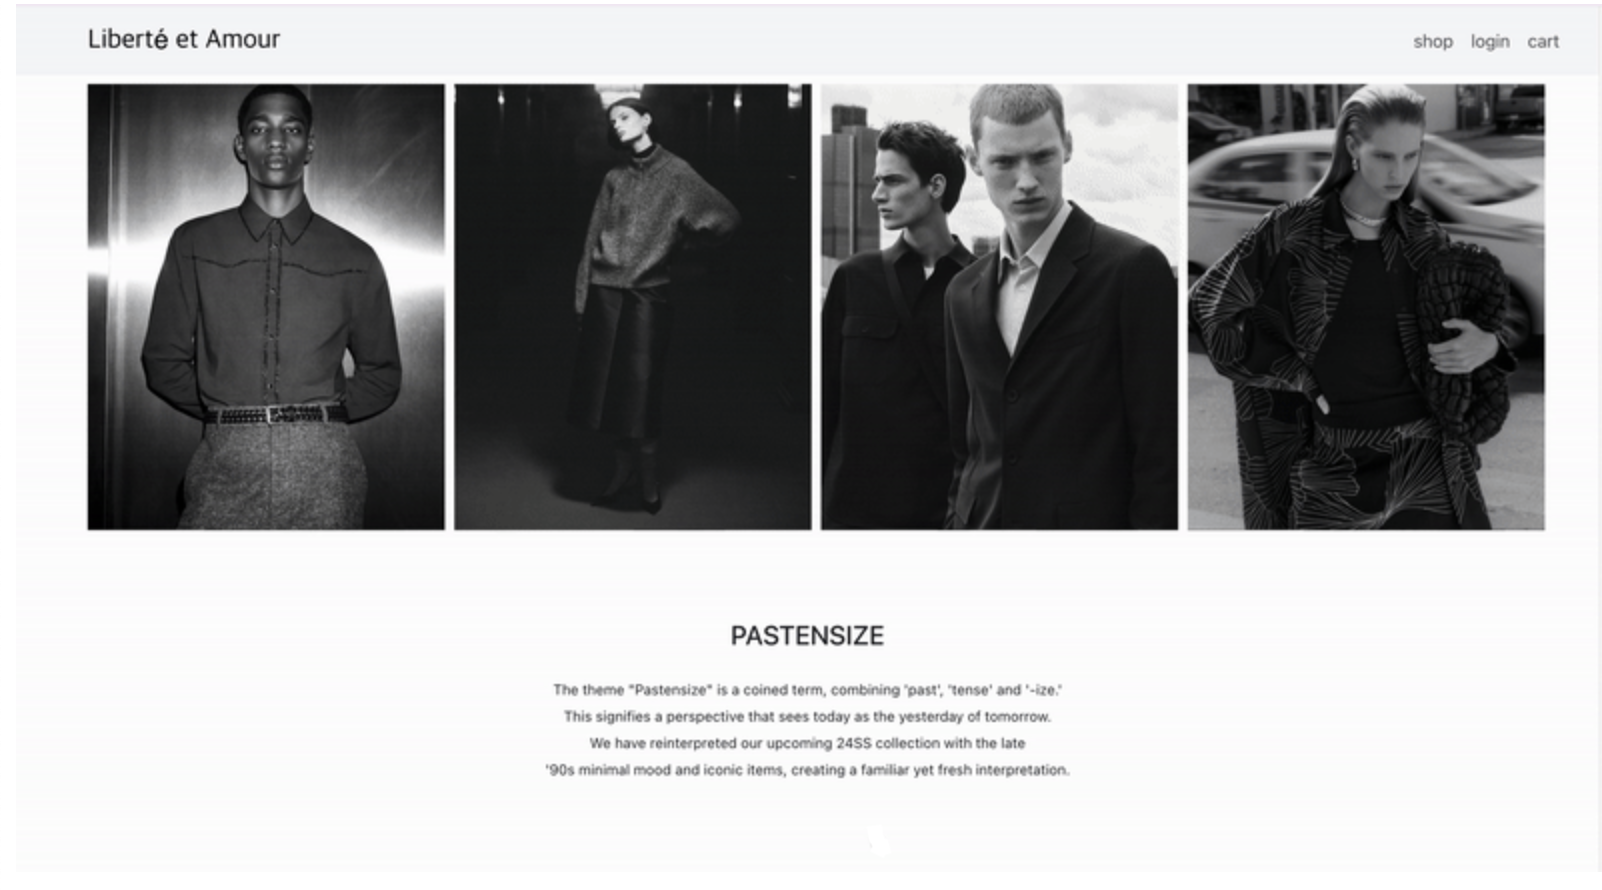 Liberté et Amour
shop login cart
PASTENSIZE
The theme "Pastensize" is a coined term, combining 'past', 'tense' and '-ize.'
This signifies a perspective that sees today as the yesterday of tomorrow.
We have reinterpreted our upcoming 24SS collection with the late
'90s minimal mood and iconic items, creating a familiar yet fresh interpretation.